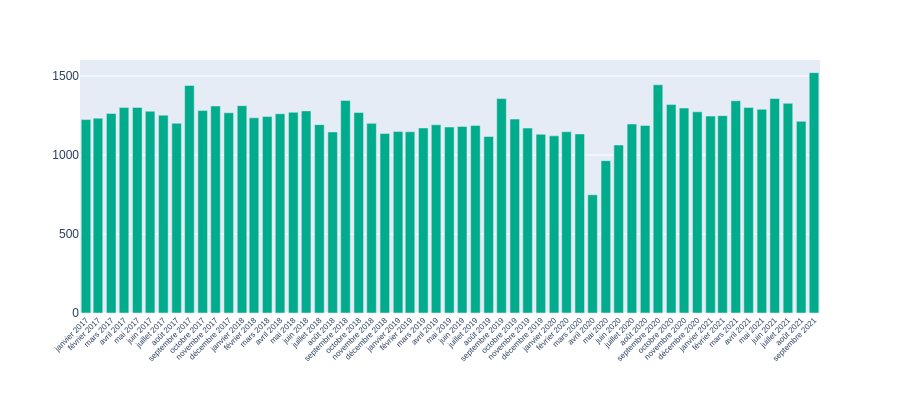 1500
1000
500
0
janvier 2017
février 2017
mars 2017
avril 2017
mai 2017
juin 2017
juillet 2017
août 2017
septembre 2017
octobre 2017
novembre 2017
décembre 2017
janvier 2018
février 2018
mars 2018
avril 2018
mai 2018
juin 2018
juillet 2018
août 2018
septembre 2018
octobre 2018
novembre 2018
décembre 2018
janvier 2019
février 2019
mars 2019
avril 2019
mai 2019
juin 2019
juillet 2019
août 2019
septembre 2019
octobre 2019
novembre 2019
décembre 2019
janvier 2020
février 2020
mars 2020
avril 2020
mai 2020
juin 2020
juillet 2020
août 2020
septembre 2020
octobre 2020
novembre 2020
décembre 2020
janvier 2021
février 2021
mars 2021
avril 2021
mai 2021
juin 2021
juillet 2021
août 2021
septembre 2021